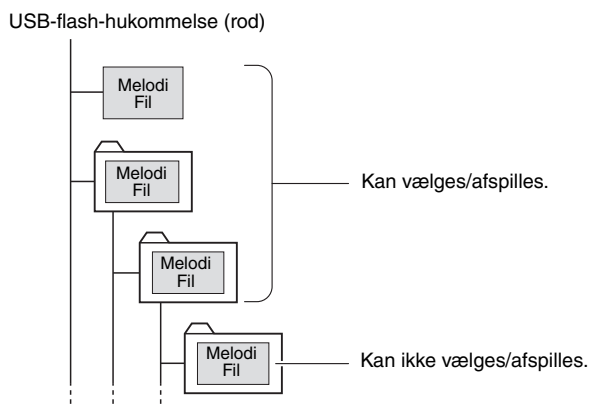 USB-flash-hukommelse (rod)
Melodi
Fil
Melodi
Fil
Kan vælges/afspilles.
Melodi
Fil
Melodi
Fil
Kan ikke vælges/afspilles.